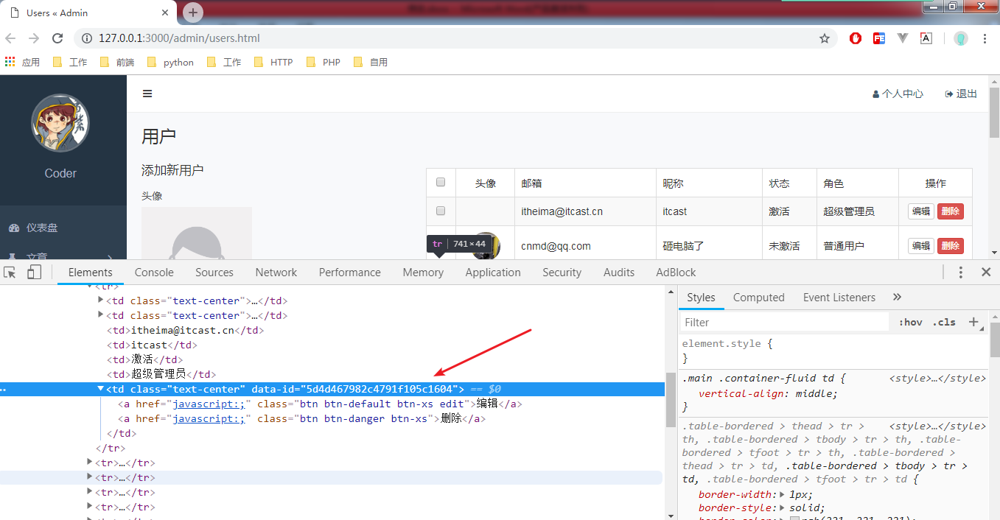 Users « Admin
127.0.0.1:3000/admin/users.html
应用 工作 前端 python 工作 HTTP PHP 自用
个人中心 退出
用户
Coder
添加新用户
头像
仪表盘
文章
头像 邮箱 昵称 状态 角色 操作
itheima@itcast.cn itcast 激活 超级管理员 编辑 删除
cnmd@qq.com 砸电脑了 未激活 普通用户 编辑 删除
tr 741×44
Elements Console Sources Network Performance Memory Application Security Audits AdBlock
<tr>
<td class="text-center">…</td>
<td class="text-center">…</td>
<td>itheima@itcast.cn</td>
<td>itcast</td>
<td>激活</td>
<td>超级管理员</td>
<td class="text-center" data-id="5d4d467982c4791f105c1604"> == $0
<a href="javascript:;" class="btn btn-default btn-xs edit">编辑</a>
<a href="javascript:;" class="btn btn-danger btn-xs">删除</a>
</td>
</tr>
<tr>…</tr>
<tr>…</tr>
<tr>…</tr>
<tr>…</tr>
Styles Computed Event Listeners »
Filter :hov .cls +
element.style {
}
.main .container-fluid td { <style>…</style>
vertical-align: middle;
}
.table-bordered > thead > tr > <style>…</style>
th, .table-bordered > tbody > tr > th, .table-
bordered > tfoot > tr > th, .table-bordered >
thead > tr > td, .table-bordered > tbody > tr >
td, .table-bordered > tfoot > tr > td {
border-width: 1px;
border-style: solid;
border-color: rgb(221, 221, 221);